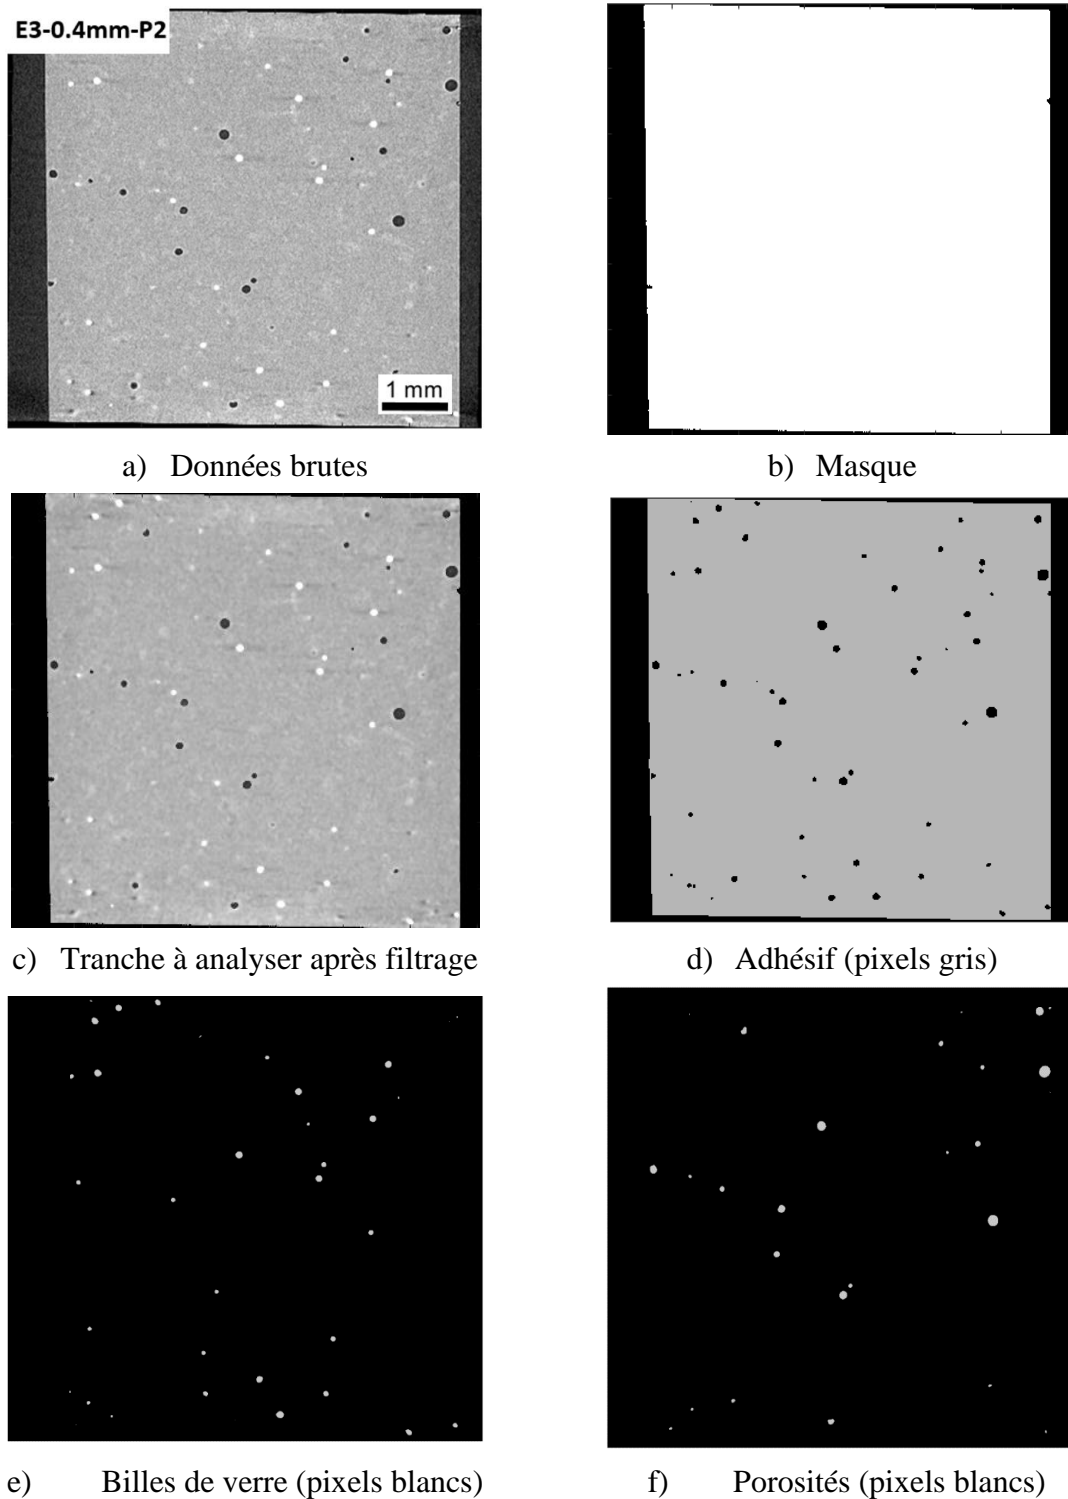 E3-0.4mm-P2
1 mm
a) Données brutes
b) Masque
c) Tranche à analyser après filtrage
d) Adhésif (pixels gris)
e) Billes de verre (pixels blancs)
f) Porosités (pixels blancs)